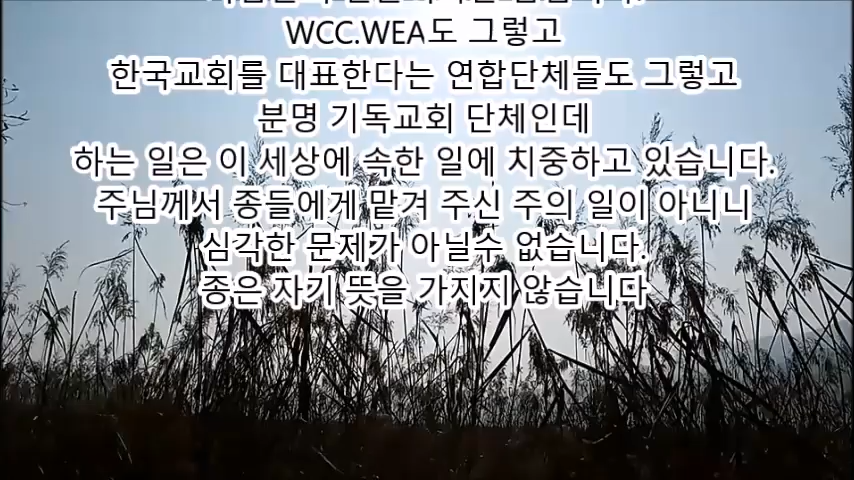 WCC.WEA도 그렇고
한국교회를 대표한다는 연합단체들도 그렇고
분명 기독교회 단체인데
하는 일은 이 세상에 속한 일에 치중하고 있습니다.
주님께서 종들에게 맡겨 주신 주의 일이 아니니
심각한 문제가 아닐수 없습니다.
종은 자기 뜻을 가지지 않습니다